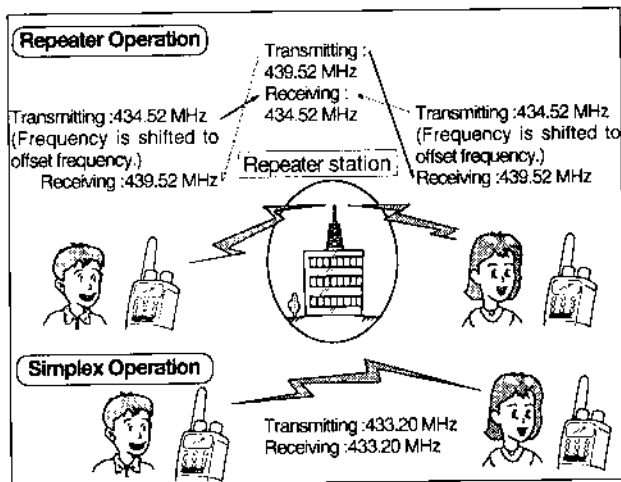 Repeater Operation
Transmitting :
439.52 MHz
Receiving :
434.52 MHz
Transmitting :434.52 MHz
(Frequency is shifted to
offset frequency.)
Receiving :439.52 MHz
Transmitting :434.52 MHz
(Frequency is shifted to
offset frequency.)
Receiving :439.52 MHz
Repeater station
Simplex Operation
Transmitting :433.20 MHz
Receiving :433.20 MHz